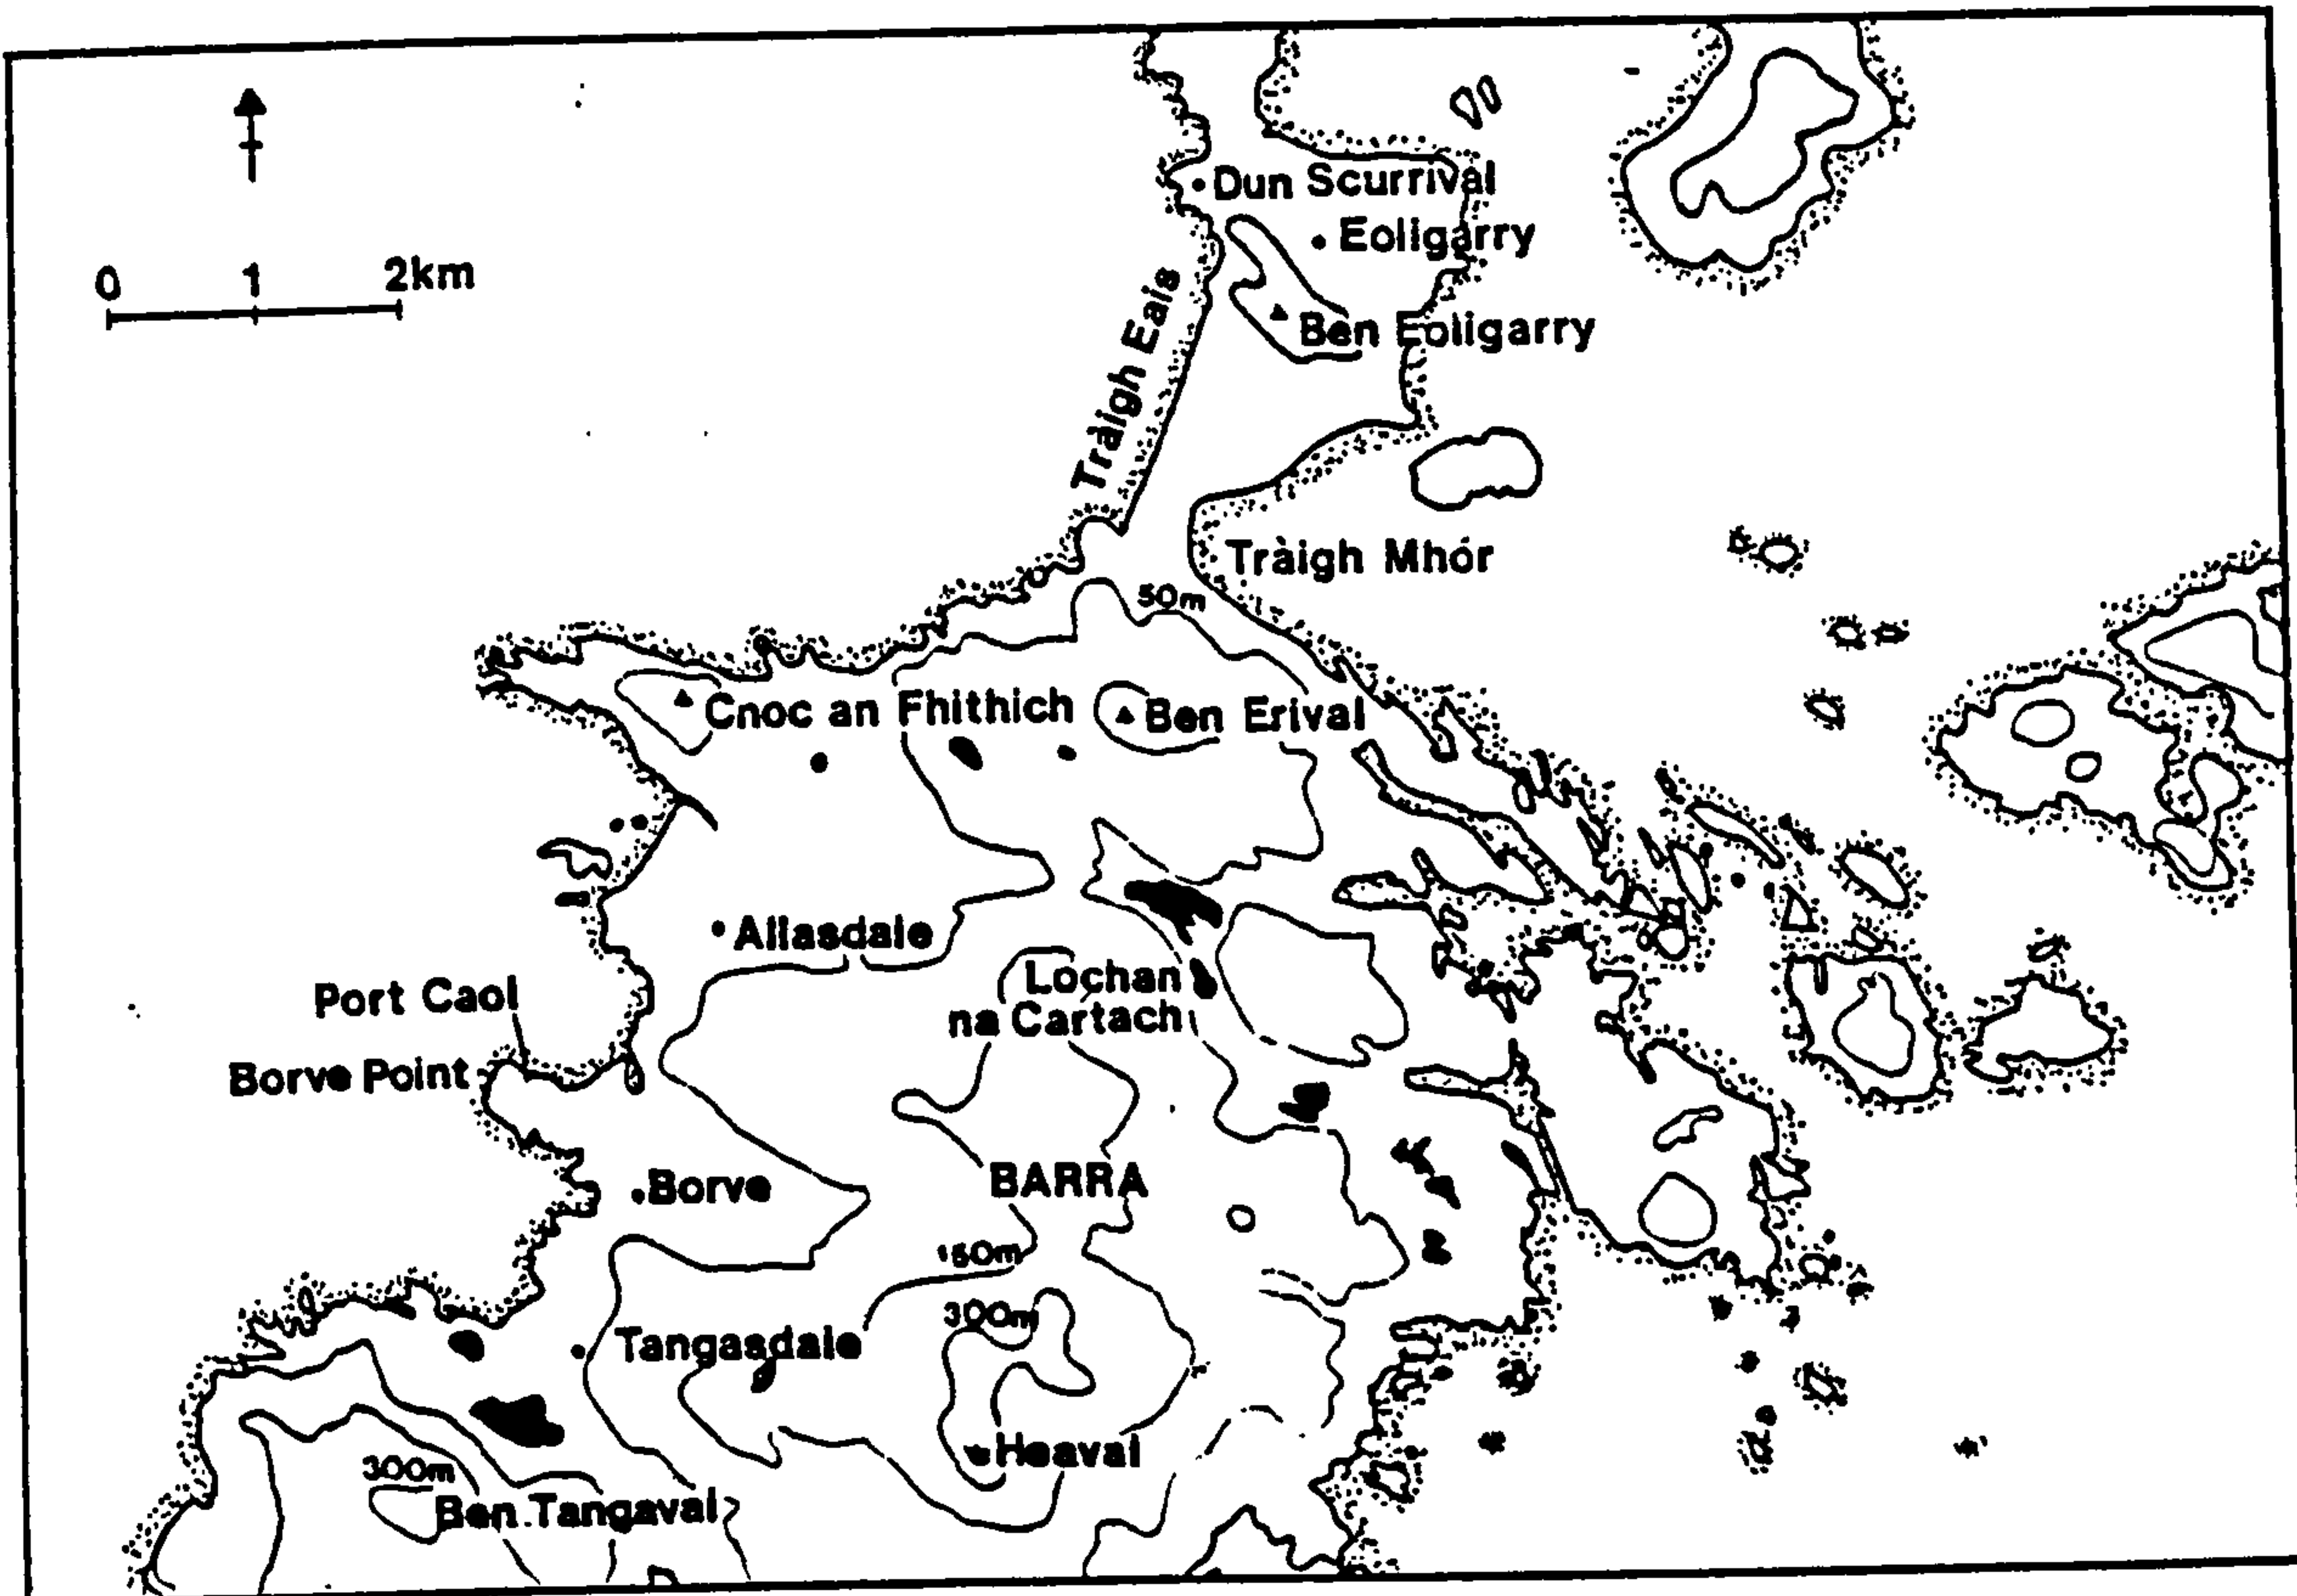 Dun Scurrival
Eoligarry
0 1 2km
Tràigh Eais
Ben Eoligarry
Tràigh Mhór
50m
Cnoc an Fhithich
Ben Erival
Allasdale
Lochan
na Cartach
Port Caol
Borve Point
Borve
BARRA
150m
300m
Tangasdale
Heaval
300m
Ben Tangaval